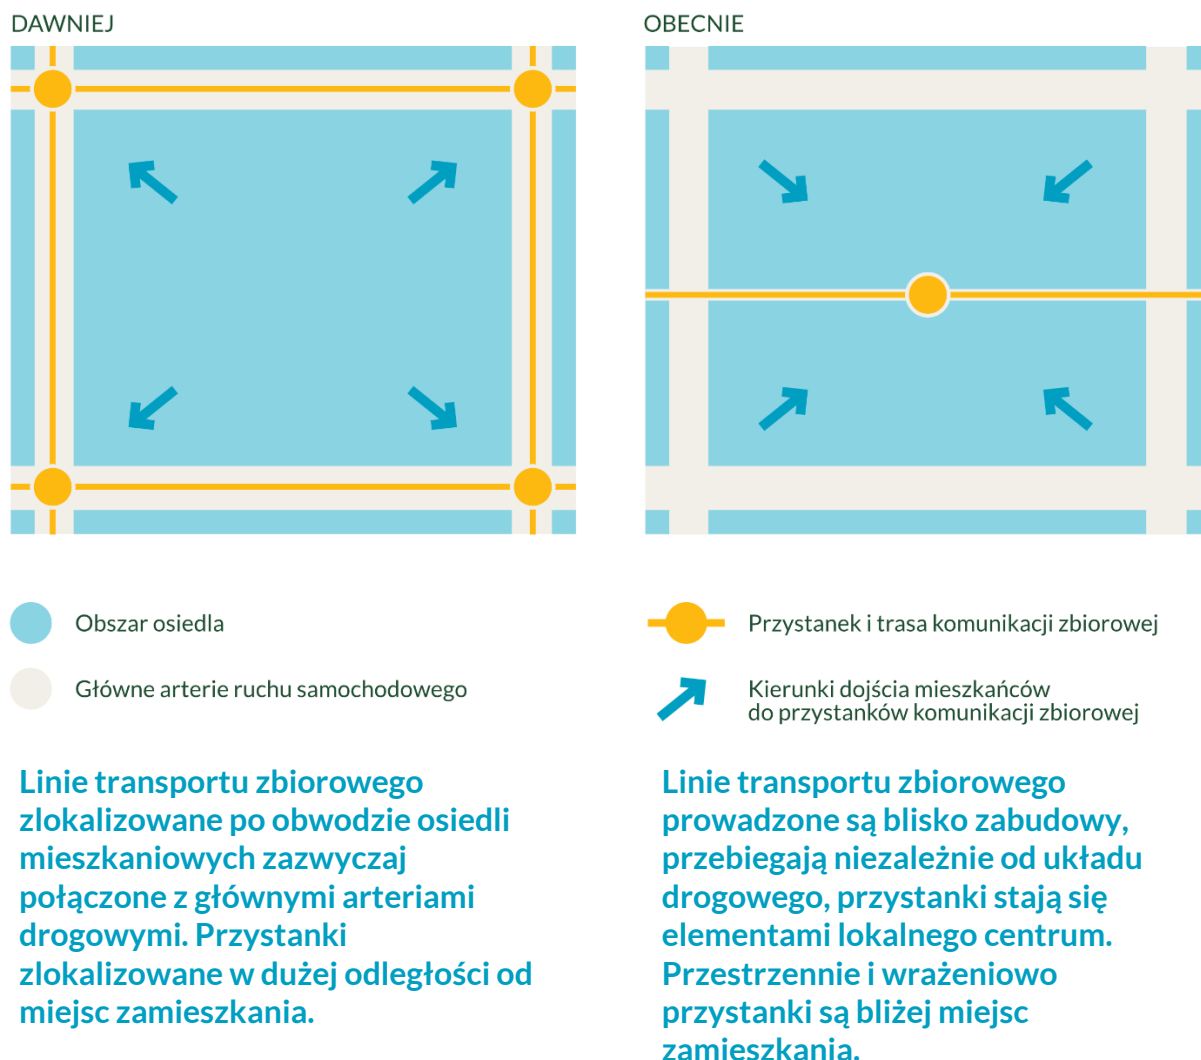 DAWNIEJ
OBECNIE
Obszar osiedla
Główne arterie ruchu samochodowego
Przystanek i trasa komunikacji zbiorowej
Kierunki dojścia mieszkańców
do przystanków komunikacji zbiorowej
Linie transportu zbiorowego
zlokalizowane po obwodzie osiedli
mieszkaniowych zazwyczaj
połączone z głównymi arteriami
drogowymi. Przystanki
zlokalizowane w dużej odległości od
miejsc zamieszkania.
Linie transportu zbiorowego
prowadzone są blisko zabudowy,
przebiegają niezależnie od układu
drogowego, przystanki stają się
elementami lokalnego centrum.
Przestrzennie i wrażeniowo
przystanki są bliżej miejsc
zamieszkania.